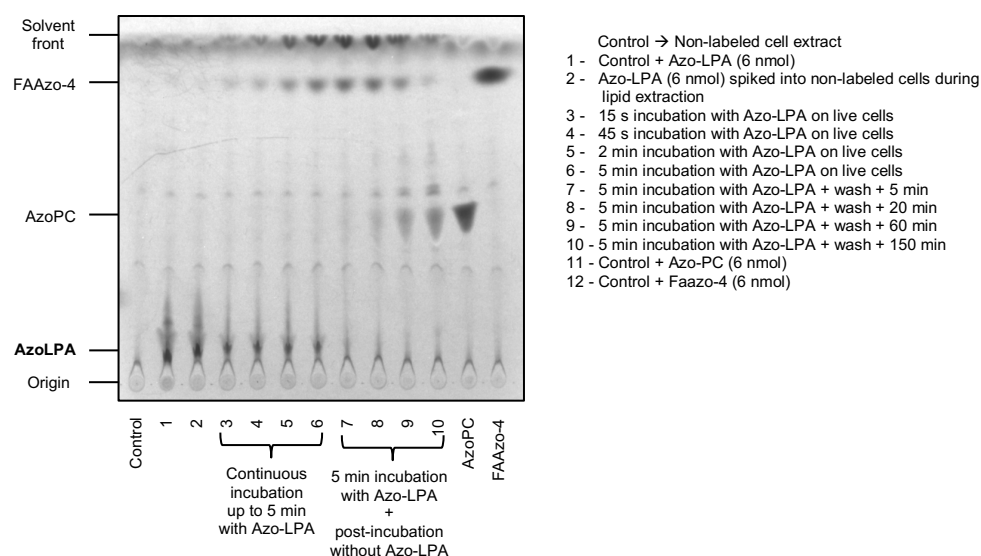 Solvent
front
FAAzo-4
AzoPC
AzoLPA
Origin
Control
1
2
3
4
5
6
7
8
9
10
AzoPC
FAAzo-4
Continuous
incubation
up to 5 min
with Azo-LPA
5 min incubation
with Azo-LPA
+
post-incubation
without Azo-LPA
Control → Non-labeled cell extract
1 - Control + Azo-LPA (6 nmol)
2 - Azo-LPA (6 nmol) spiked into non-labeled cells during
lipid extraction
3 - 15 s incubation with Azo-LPA on live cells
4 - 45 s incubation with Azo-LPA on live cells
5 - 2 min incubation with Azo-LPA on live cells
6 - 5 min incubation with Azo-LPA on live cells
7 - 5 min incubation with Azo-LPA + wash + 5 min
8 - 5 min incubation with Azo-LPA + wash + 20 min
9 - 5 min incubation with Azo-LPA + wash + 60 min
10 - 5 min incubation with Azo-LPA + wash + 150 min
11 - Control + Azo-PC (6 nmol)
12 - Control + Faazo-4 (6 nmol)